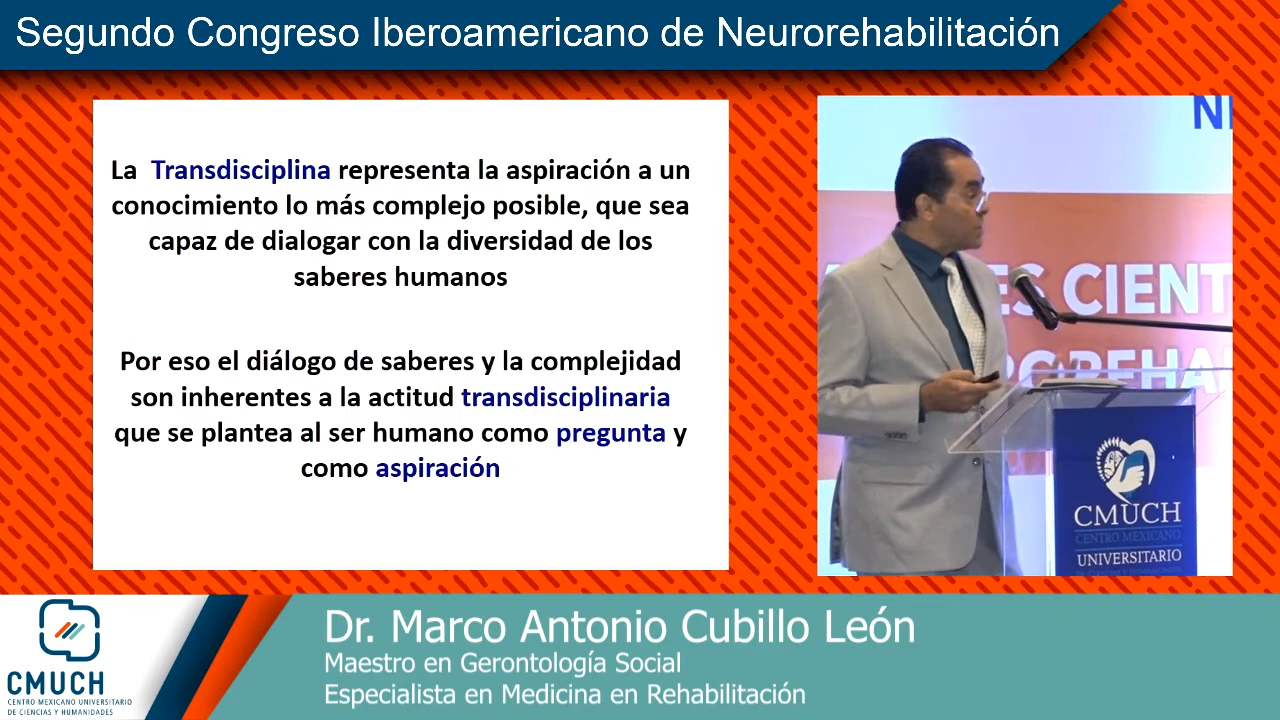 Segundo Congreso Iberoamericano de Neurorehabilitación
La Transdisciplina representa la aspiración a un
conocimiento lo más complejo posible, que sea
capaz de dialogar con la diversidad de los
saberes humanos
Por eso el diálogo de saberes y la complejidad
son inherentes a la actitud transdisciplinaria
que se plantea al ser humano como pregunta y
como aspiración
ES CIENT
CMUCH
CENTRO MEXICANO
UNIVERSITARIO
Dr. Marco Antonio Cubillo León
Maestro en Gerontología Social
Especialista en Medicina en Rehabilitación
CMUCH
CENTRO MEXICANO UNIVERSITARIO
DE CIENCIAS Y HUMANIDADES